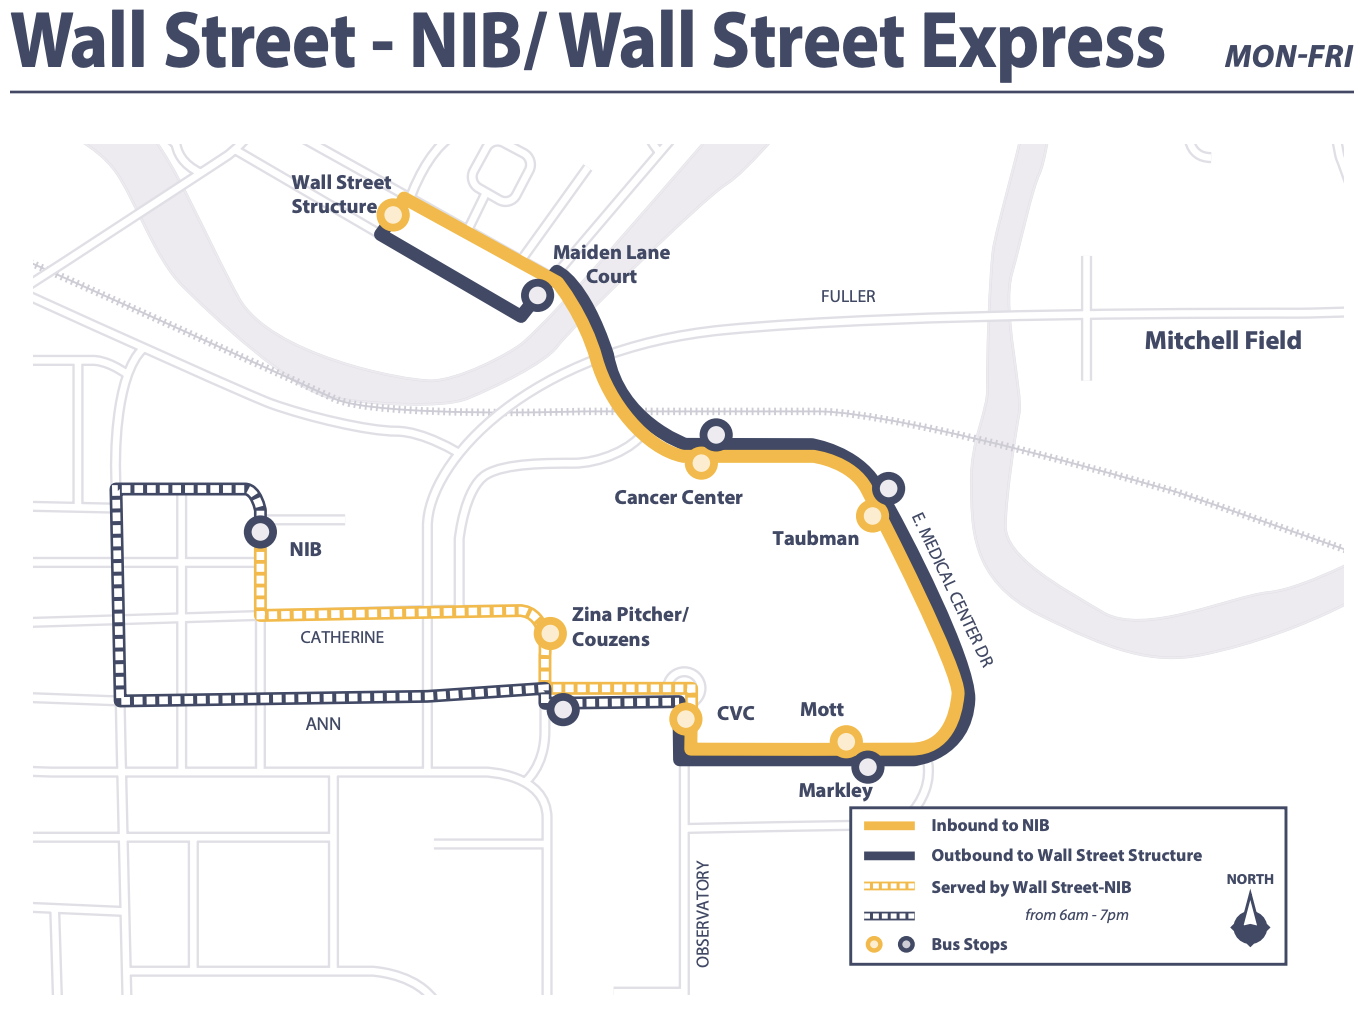 Wall Street - NIB/ Wall Street Express
MON-FRI
Wall Street
Structure
Maiden Lane
Court
FULLER
Mitchell Field
Cancer Center
Taubman
E. MEDICAL CENTER DR
NIB
Zina Pitcher/
Couzens
CATHERINE
ANN
CVC
Mott
Markley
OBSERVATORY
Inbound to NIB
Outbound to Wall Street Structure
Served by Wall Street-NIB
from 6am - 7pm
Bus Stops
NORTH